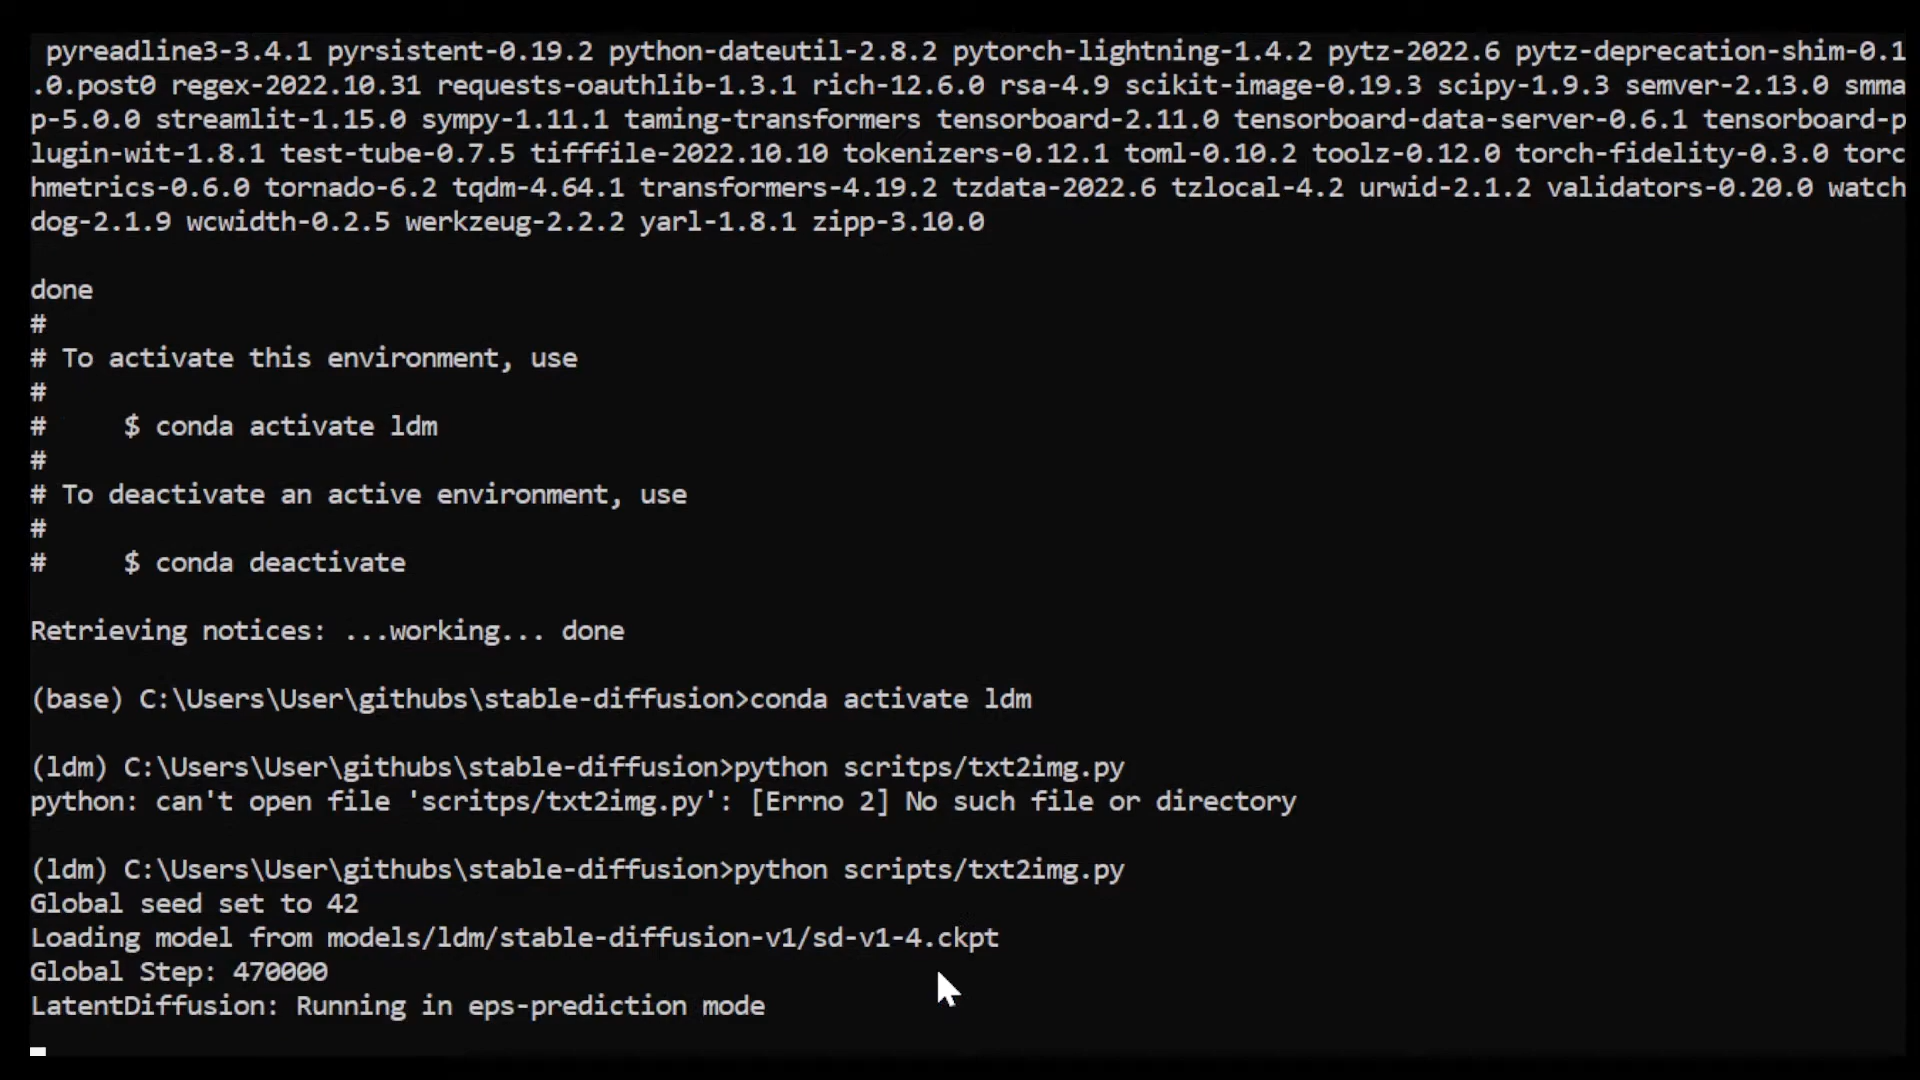 pyreadline3-3.4.1 pyrsistent-0.19.2 python-dateutil-2.8.2 pytorch-lightning-1.4.2 pytz-2022.6 pytz-deprecation-shim-0.1
.0.post0 regex-2022.10.31 requests-oauthlib-1.3.1 rich-12.6.0 rsa-4.9 scikit-image-0.19.3 scipy-1.9.3 semver-2.13.0 smma
p-5.0.0 streamlit-1.15.0 sympy-1.11.1 taming-transformers tensorboard-2.11.0 tensorboard-data-server-0.6.1 tensorboard-p
lugin-wit-1.8.1 test-tube-0.7.5 tifffile-2022.10.10 tokenizers-0.12.1 toml-0.10.2 toolz-0.12.0 torch-fidelity-0.3.0 torc
hmetrics-0.6.0 tornado-6.2 tqdm-4.64.1 transformers-4.19.2 tzdata-2022.6 tzlocal-4.2 urwid-2.1.2 validators-0.20.0 watch
dog-2.1.9 wcwidth-0.2.5 werkzeug-2.2.2 yarl-1.8.1 zipp-3.10.0

done
#
# To activate this environment, use
#
#     $ conda activate ldm
#
# To deactivate an active environment, use
#
#     $ conda deactivate

Retrieving notices: ...working... done

(base) C:\Users\User\githubs\stable-diffusion>conda activate ldm

(ldm) C:\Users\User\githubs\stable-diffusion>python scritps/txt2img.py
python: can't open file 'scritps/txt2img.py': [Errno 2] No such file or directory

(ldm) C:\Users\User\githubs\stable-diffusion>python scripts/txt2img.py
Global seed set to 42
Loading model from models/ldm/stable-diffusion-v1/sd-v1-4.ckpt
Global Step: 470000
LatentDiffusion: Running in eps-prediction mode